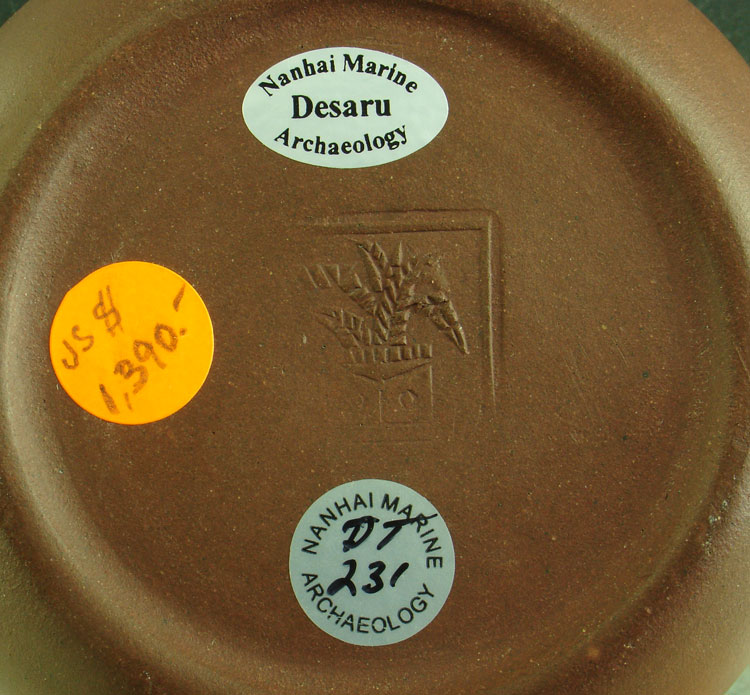 Nanhai Marine
Desaru
Archaeology
US $
1,390.-
NANHAI MARINE
DT
231
ARCHAEOLOGY